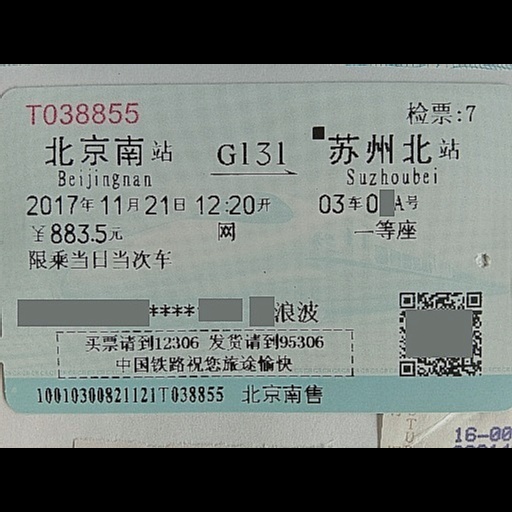 T038855 检票:7
北京南站 G131 苏州北站
Beijingnan Suzhoubei
2017年11月21日 12:20开 03车0 A号
￥883.5元 网 一等座
限乘当日当次车
**** 浪波
买票请到12306 发货请到95306
中国铁路祝您旅途愉快
10010300821121T038855 北京南售
16-00